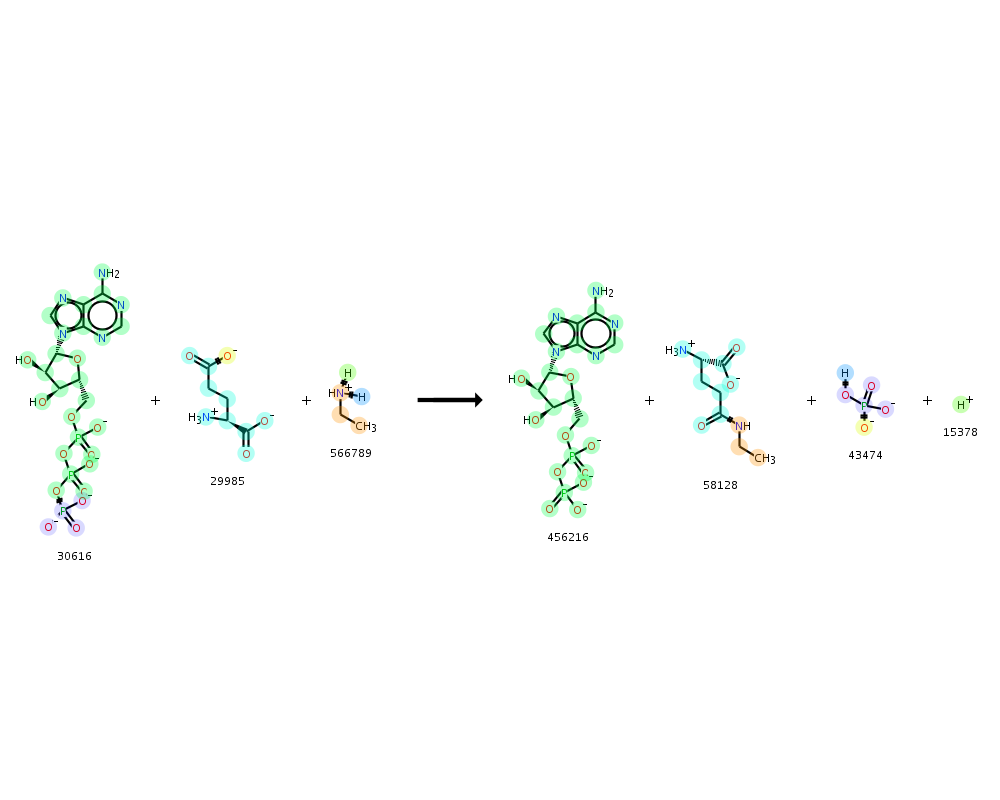 NH2
N
N
N
N
HO
O
HO
O
P
O-
O
O
O-
P
O
O
O-
P
O-
O
30616
+
O
O-
H3N+
O-
O
29985
+
H
HN+
H
CH3
566789
NH2
N
N
N
N
HO
O
HO
O
O-
P
O
O
O-
P
O
O-
456216
+
H3N+
O
O-
O
NH
CH3
58128
+
H
O
O
P
O-
O-
43474
+
H+
15378